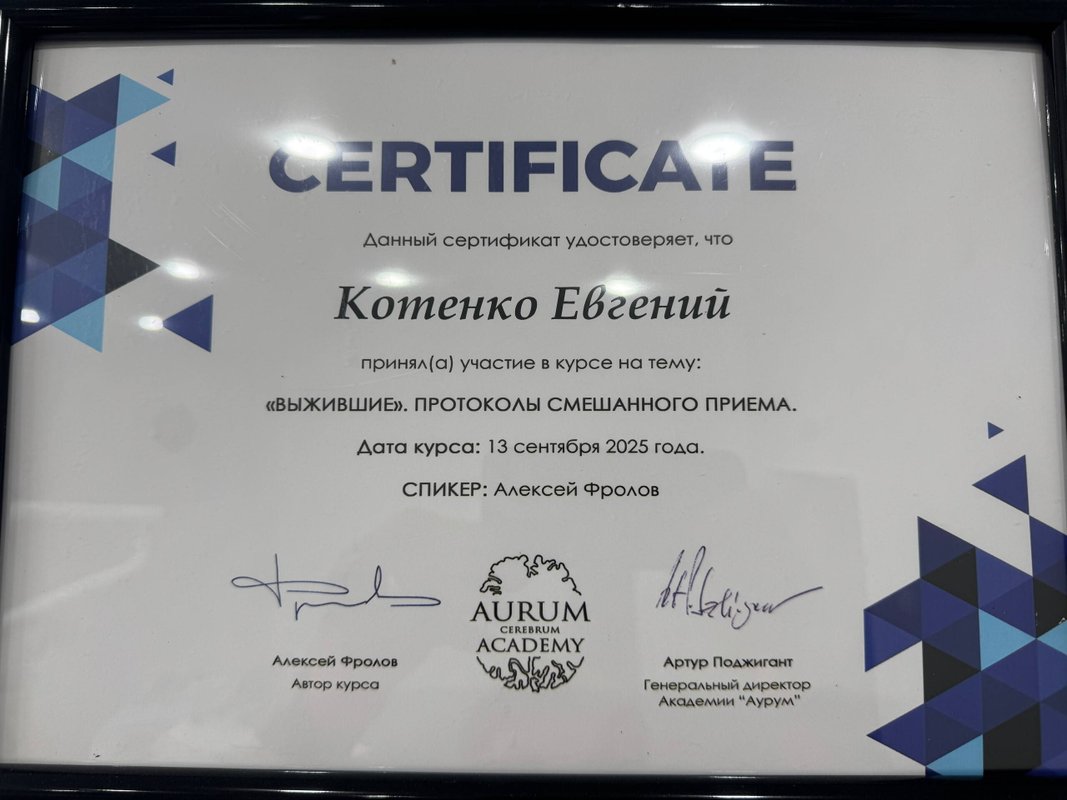 CERTIFICATE
Данный сертификат удостоверяет, что
Котенко Евгений
принял(а) участие в курсе на тему:
«ВЫЖИВШИЕ». ПРОТОКОЛЫ СМЕШАННОГО ПРИЕМА.
Дата курса: 13 сентября 2025 года.
СПИКЕР: Алексей Фролов
AURUM
CEREBRUM
ACADEMY
Алексей Фролов
Автор курса
Артур Поджигант
Генеральный директор
Академии “Аурум”